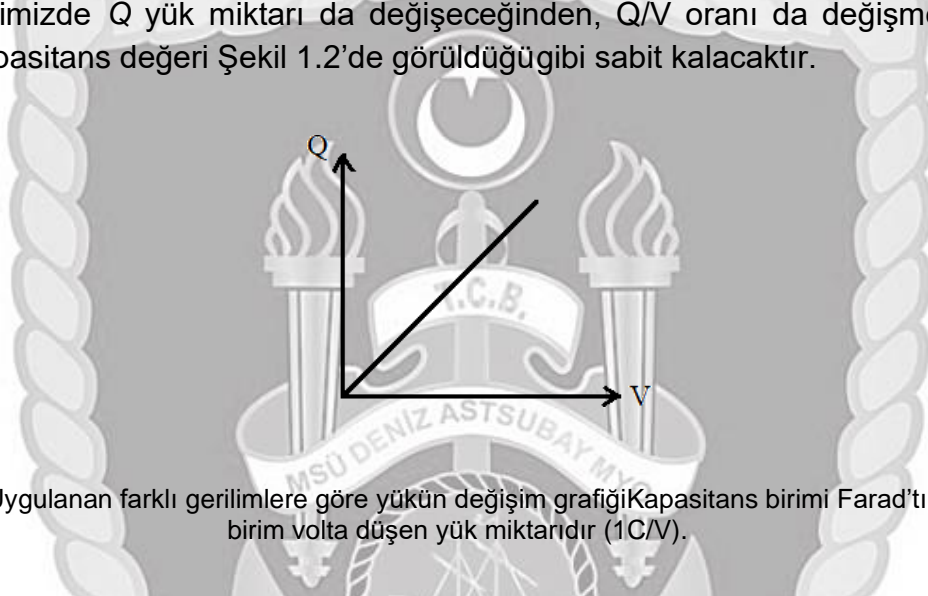 imizde Q yük miktarı da değişeceğinden, Q/V oranı da değişme
pasitans değeri Şekil 1.2’de görüldüğügibi sabit kalacaktır.
Q
T.C.B.
V
MSÜ DENİZ ASTSUBAY MYO
Uygulanan farklı gerilimlere göre yükün değişim grafiğiKapasitans birimi Farad’tı
birim volta düşen yük miktarıdır (1C/V).